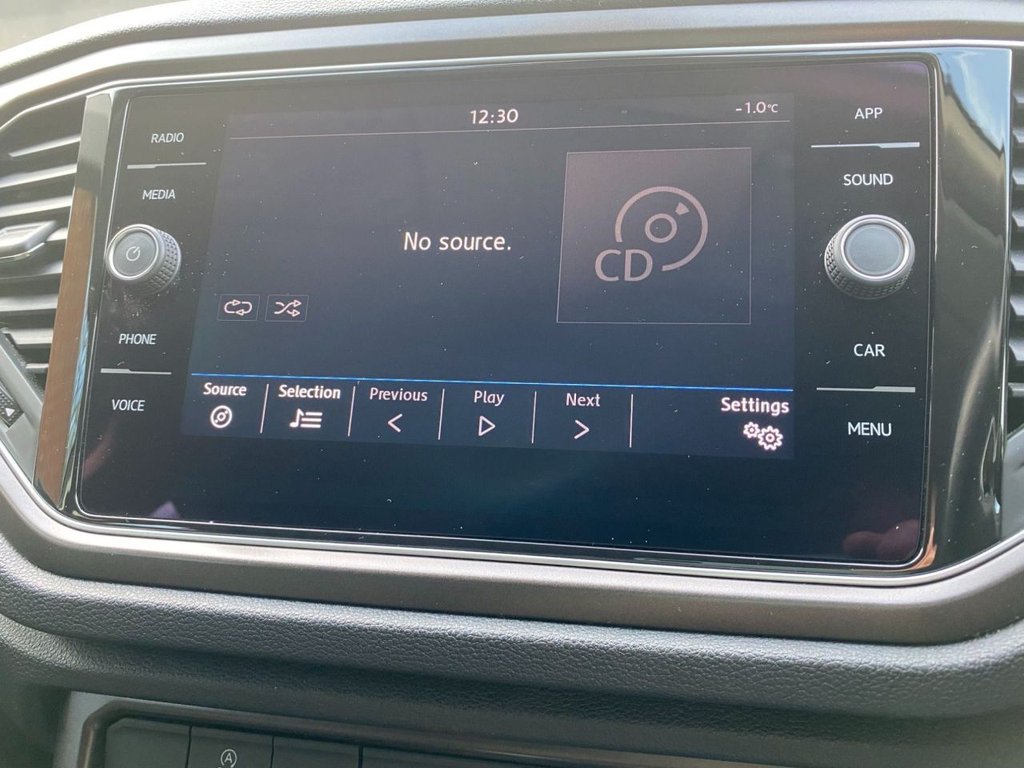 12:30
-1.0°C
RADIO
MEDIA
PHONE
VOICE
No source.
CD
Source
Selection
Previous
Play
Next
Settings
APP
SOUND
CAR
MENU
A